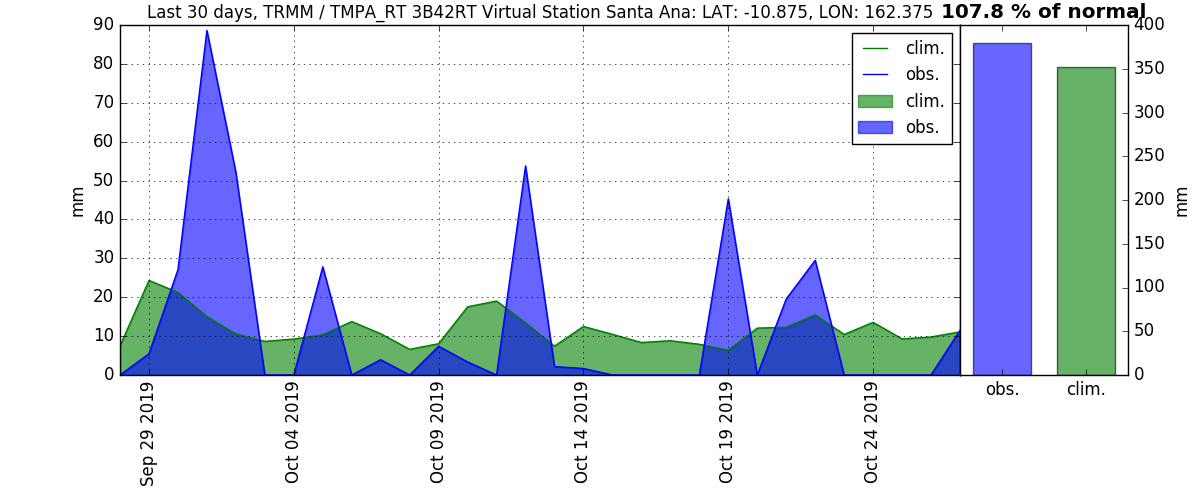 Last 30 days, TRMM / TMPA_RT 3B42RT Virtual Station Santa Ana: LAT: -10.875, LON: 162.375 107.8 % of normal
90
80
70
60
50
40
30
20
10
0
mm
clim.
obs.
clim.
obs.
400
350
300
250
200
150
100
50
0
mm
Sep 29 2019
Oct 04 2019
Oct 09 2019
Oct 14 2019
Oct 19 2019
Oct 24 2019
obs. clim.